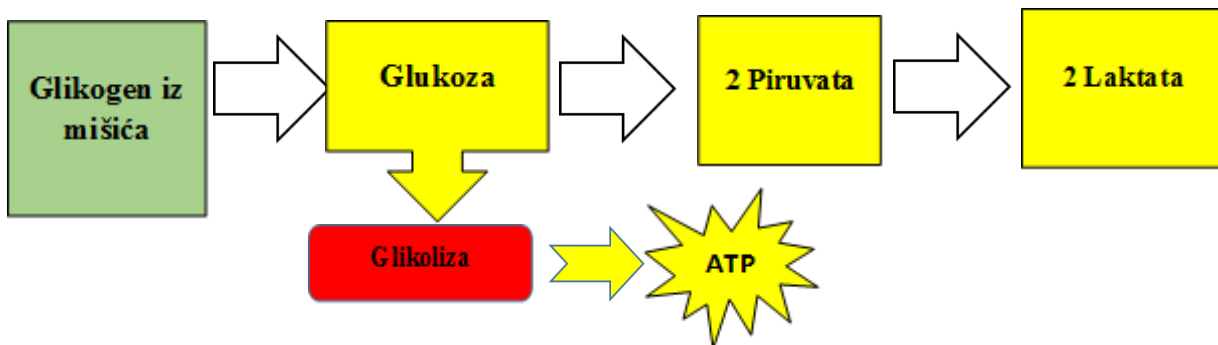 Glikogen iz
mišića
Glukoza
2 Piruvata
2 Laktata
Glikoliza
ATP